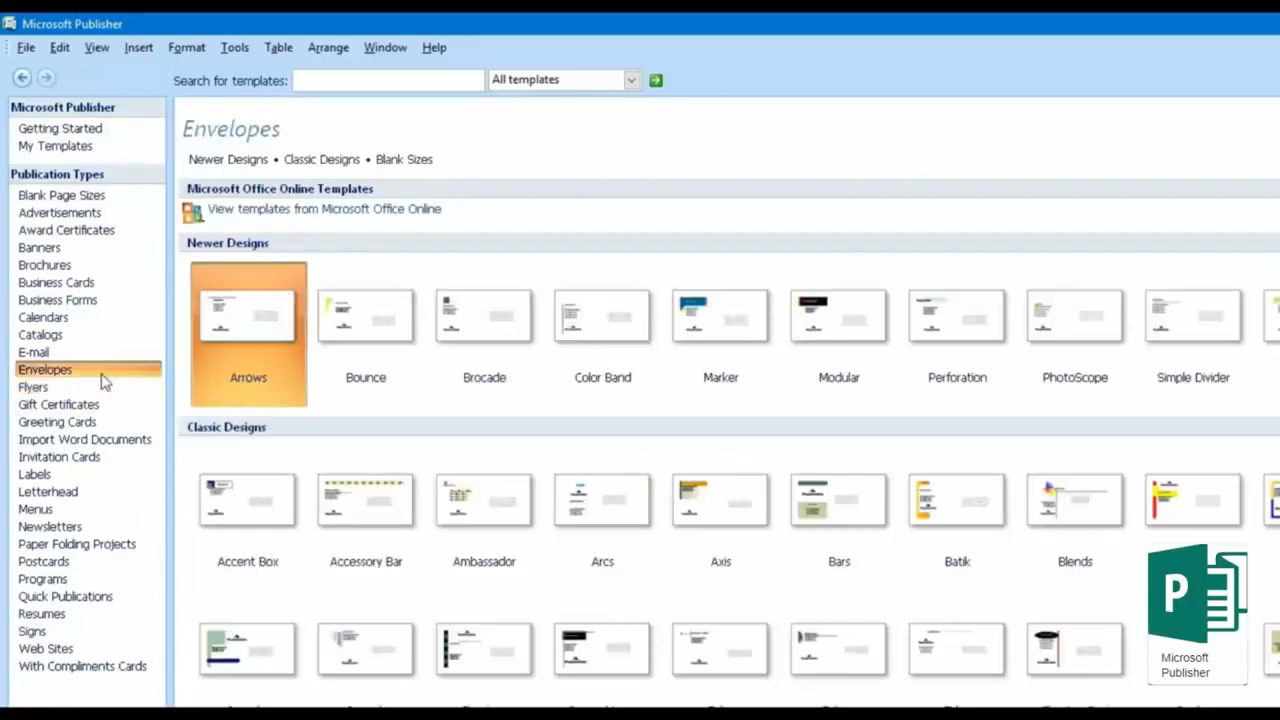 Microsoft Publisher
File Edit View Insert Format Tools Table Arrange Window Help
Search for templates: All templates
Microsoft Publisher
Getting Started
My Templates
Publication Types
Blank Page Sizes
Advertisements
Award Certificates
Banners
Brochures
Business Cards
Business Forms
Calendars
Catalogs
E-mail
Envelopes
Flyers
Gift Certificates
Greeting Cards
Import Word Documents
Invitation Cards
Labels
Letterhead
Menus
Newsletters
Paper Folding Projects
Postcards
Programs
Quick Publications
Resumes
Signs
Web Sites
With Compliments Cards
Envelopes
Newer Designs • Classic Designs • Blank Sizes
Microsoft Office Online Templates
View templates from Microsoft Office Online
Newer Designs
Arrows Bounce Brocade Color Band Marker Modular Perforation PhotoScope Simple Divider
Classic Designs
Accent Box Accessory Bar Ambassador Arcs Axis Bars Batik Blends
P
Microsoft
Publisher